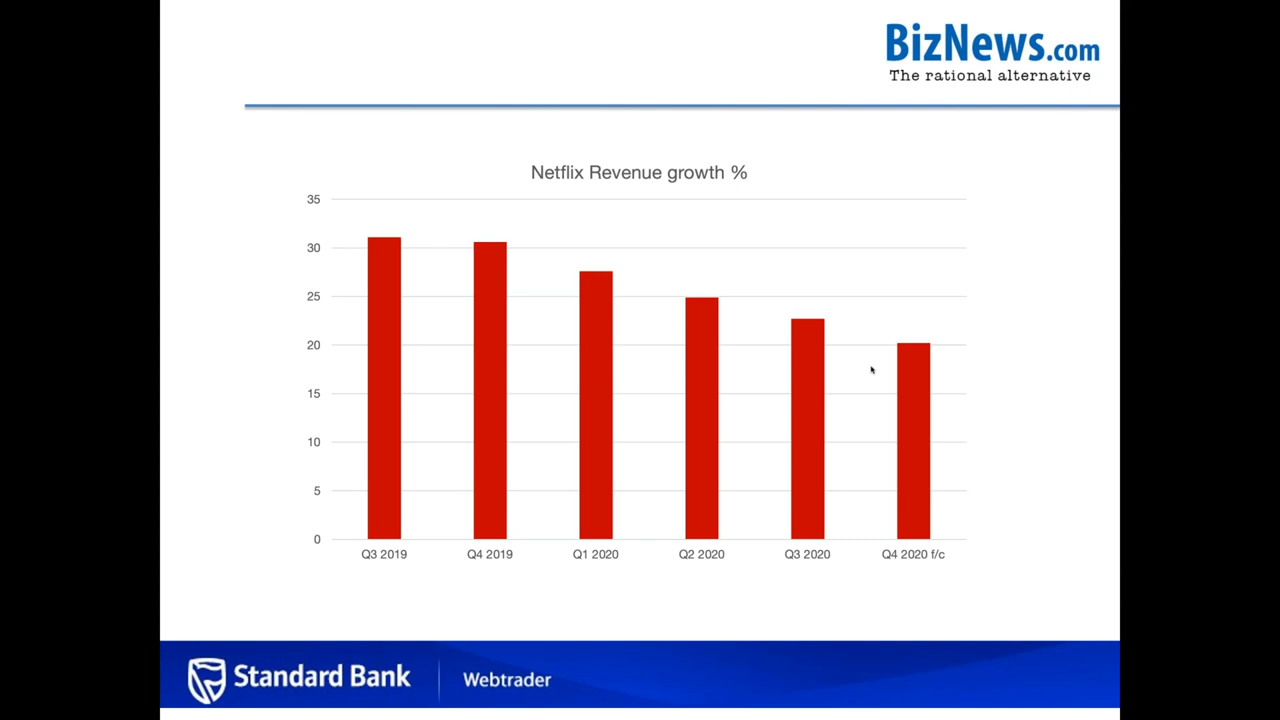 BizNews.com
The rational alternative
Netflix Revenue growth %
35
30
25
20
15
10
5
0
Q3 2019 Q4 2019 Q1 2020 Q2 2020 Q3 2020 Q4 2020 f/c
Standard Bank Webtrader